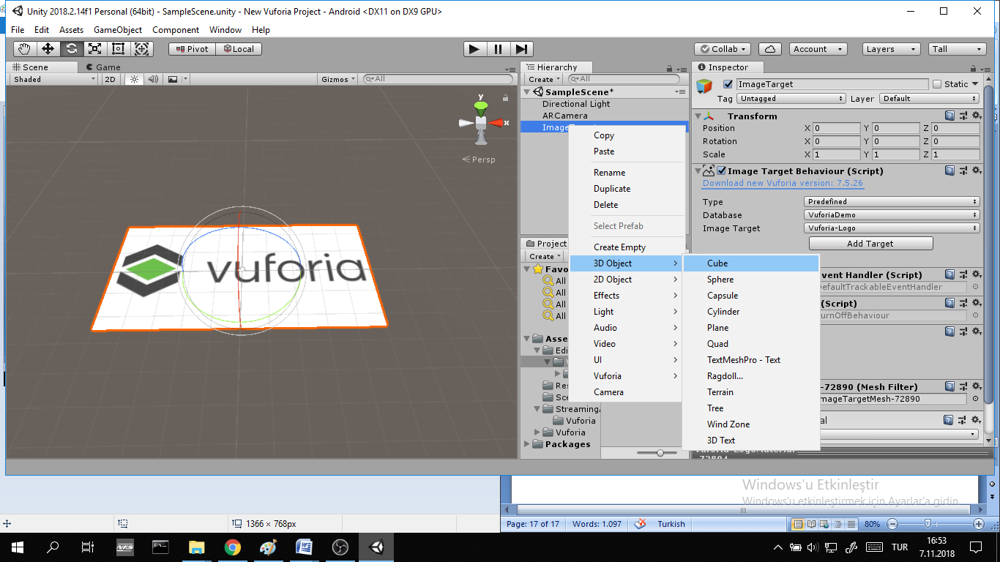 Unity 2018.2.14f1 Personal (64bit) - SampleScene.unity - New Vuforia Project - Android <DX11 on DX9 GPU>
File Edit Assets GameObject Component Window Help
Pivot Local Collab Account Layers Tall
Scene Game
Shaded 2D Gizmos All
y
x
Persp
vuforia
Hierarchy
Create All
SampleScene*
Directional Light
ARCamera
Image
Copy
Paste
Rename
Duplicate
Delete
Select Prefab
Create Empty
3D Object
2D Object
Effects
Light
Audio
Video
UI
Vuforia
Camera
Cube
Sphere
Capsule
Cylinder
Plane
Quad
TextMeshPro - Text
Ragdoll...
Terrain
Tree
Wind Zone
3D Text
Project
Create
Favo
All
All
All
All
Asse
Edi
Res
Sce
Streaming
Vuforia
Vuforia
Packages
Inspector
ImageTarget Static
Tag Untagged Layer Default
Transform
Position X 0 Y 0 Z 0
Rotation X 0 Y 0 Z 0
Scale X 1 Y 1 Z 1
Image Target Behaviour (Script)
Download new Vuforia version: 7.5.26
Type Predefined
Database VuforiaDemo
Image Target Vuforia-Logo
Add Target
vent Handler (Script)
efaultTrackableEventHandler
(Script)
urnOffBehaviour
-72890 (Mesh Filter)
mageTargetMesh-72890
al
Windows'u Etkinleştir
Windows'u etkinleştirmek için Ayarlar'a gidin.
1366 × 768px
Page: 17 of 17 Words: 1.097 Turkish 80%
NFS
TUR
16:53
7.11.2018